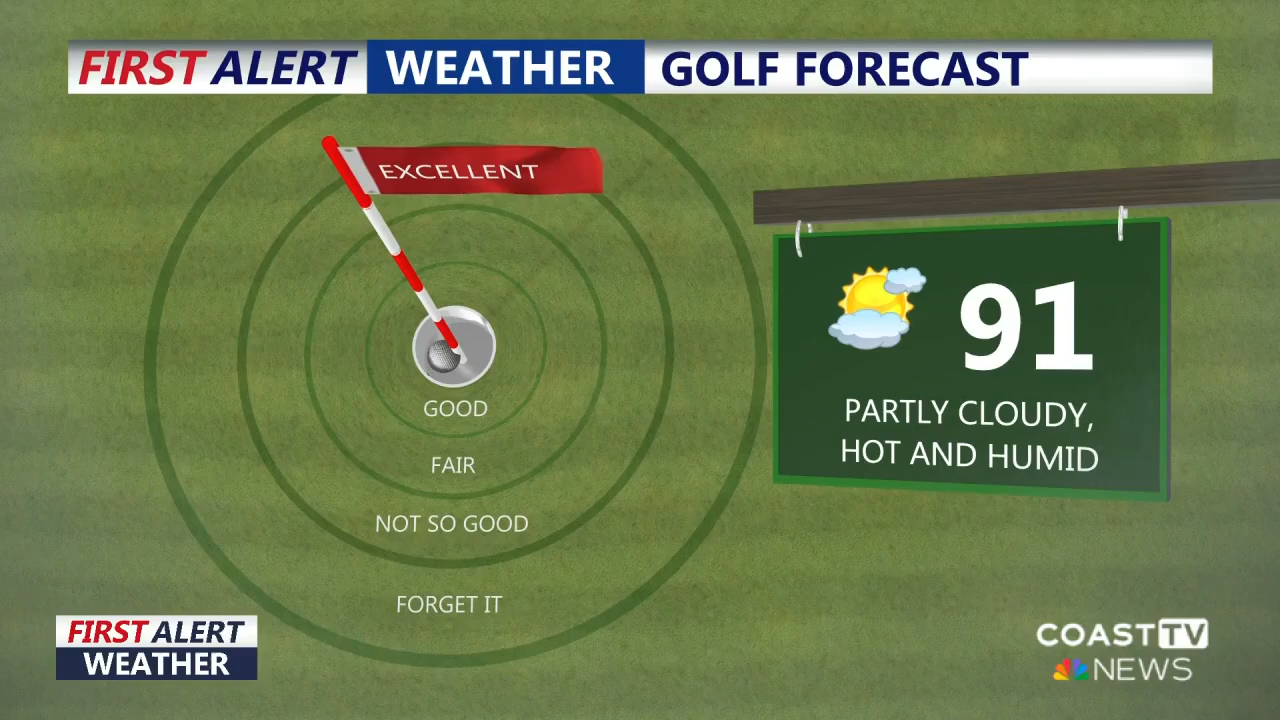 FIRST ALERT WEATHER GOLF FORECAST
EXCELLENT
GOOD
FAIR
NOT SO GOOD
FORGET IT
91
PARTLY CLOUDY,
HOT AND HUMID
FIRST ALERT
WEATHER
COAST TV
NEWS